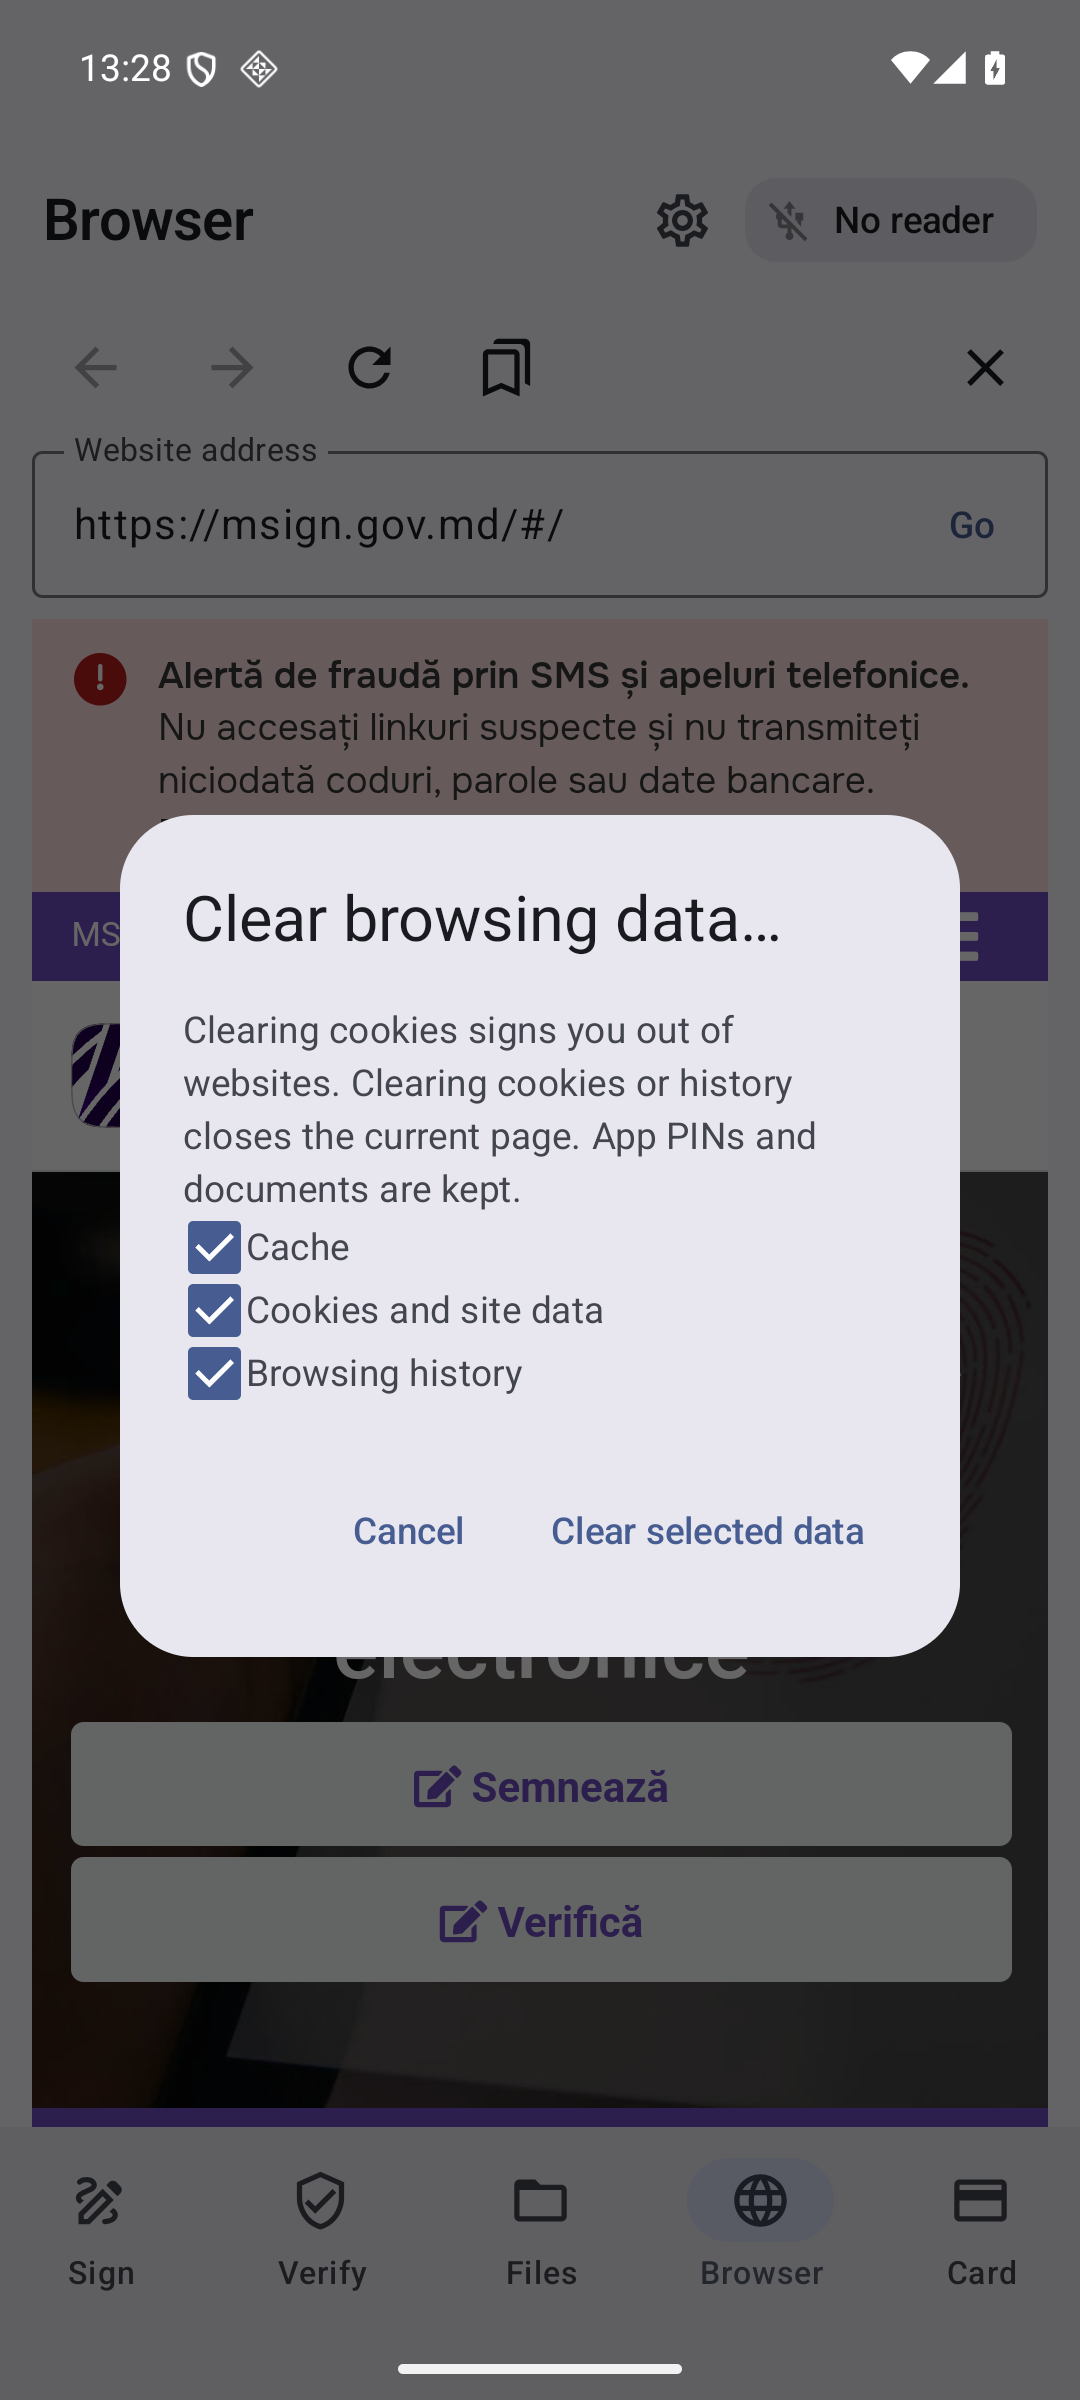 13:28
Browser
No reader
Website address
https://msign.gov.md/#/
Go
Alertă de fraudă prin SMS și apeluri telefonice.
Nu accesați linkuri suspecte și nu transmiteți
niciodată coduri, parole sau date bancare.
MS
Clear browsing data…
Clearing cookies signs you out of
websites. Clearing cookies or history
closes the current page. App PINs and
documents are kept.
Cache
Cookies and site data
Browsing history
Cancel
Clear selected data
electronice
Semnează
Verifică
Sign
Verify
Files
Browser
Card